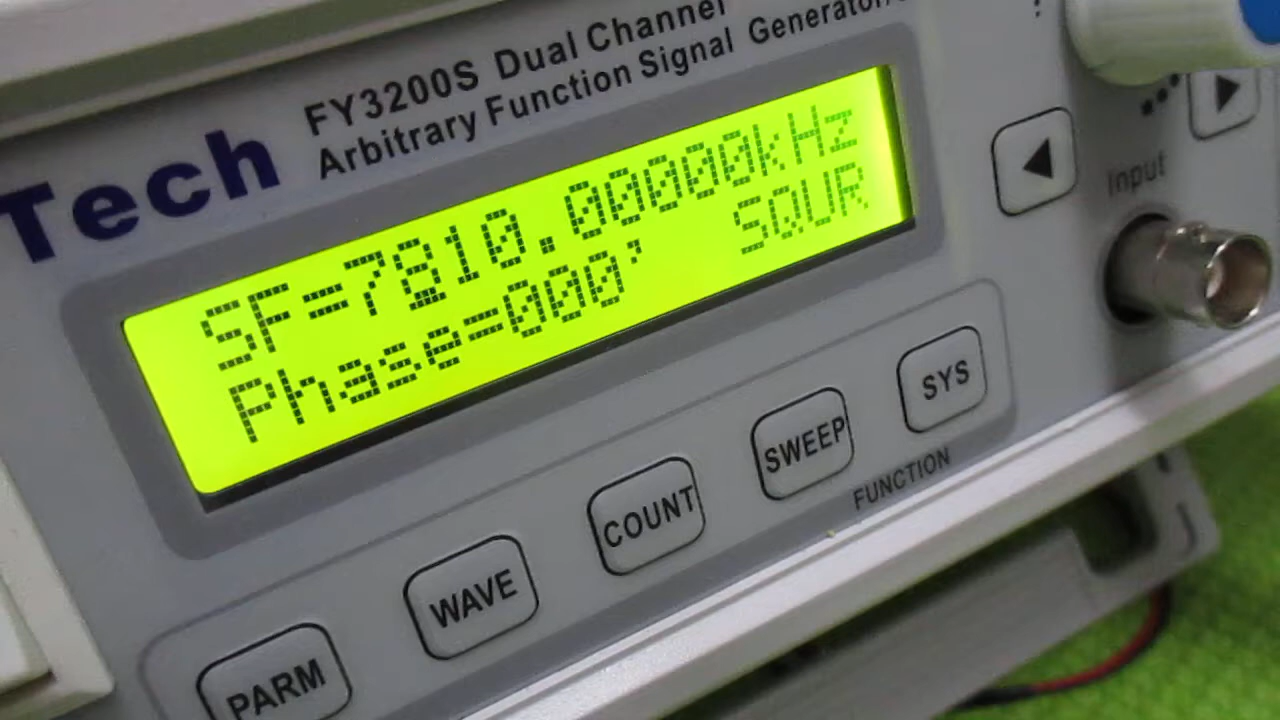 Tech
FY3200S Dual Channel
Arbitrary Function Signal Generator/
SF=7810.00000kHz
Phase=000' SQUR
Input
PARM
WAVE
COUNT
SWEEP
SYS
FUNCTION